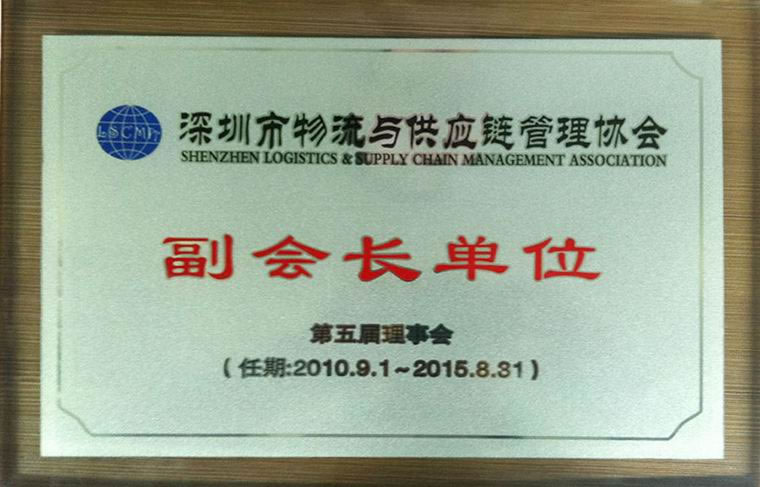 LSCMA
深圳市物流与供应链管理协会
SHENZHEN LOGISTICS & SUPPLY CHAIN MANAGEMENT ASSOCIATION
副会长单位
第五届理事会
(任期:2010.9.1~2015.8.31)